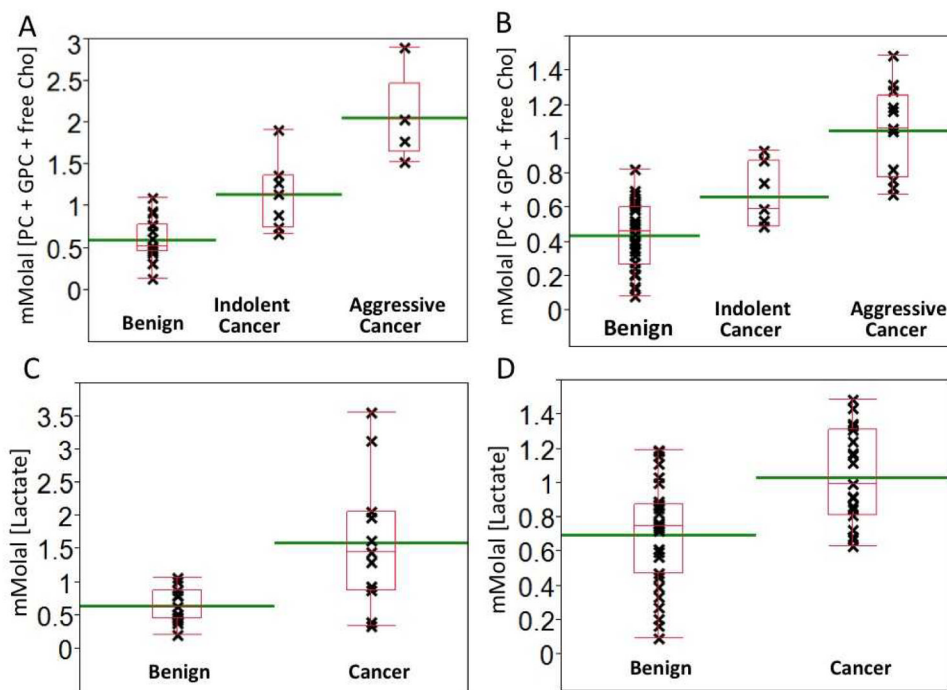 A
mMolal [PC + GPC + free Cho]
3
2.5
2
1.5
1
0.5
0
Benign
Indolent
Cancer
Aggressive
Cancer
B
mMolal [PC + GPC + free Cho]
1.4
1.2
1
0.8
0.6
0.4
0.2
0
Benign
Indolent
Cancer
Aggressive
Cancer
C
mMolal [Lactate]
3.5
3
2.5
2
1.5
1
0.5
0
Benign
Cancer
D
mMolal [Lactate]
1.4
1.2
1
0.8
0.6
0.4
0.2
0
Benign
Cancer